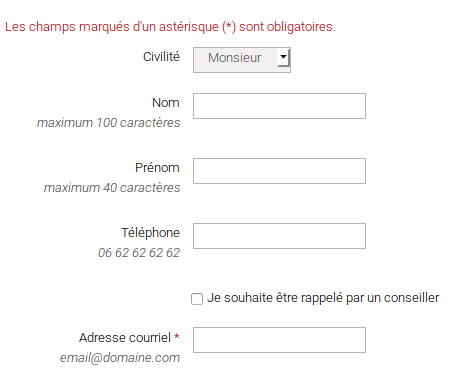 Les champs marqués d'un astérisque (*) sont obligatoires.
Civilité
Monsieur
Nom
maximum 100 caractères
Prénom
maximum 40 caractères
Téléphone
06 62 62 62 62
Je souhaite être rappelé par un conseiller
Adresse courriel *
email@domaine.com